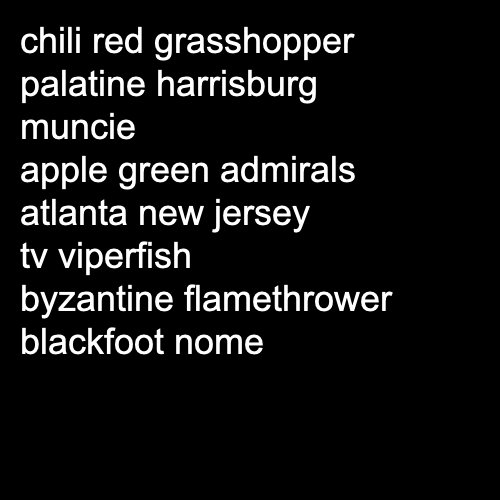 chili red grasshopper
palatine harrisburg
muncie
apple green admirals
atlanta new jersey
tv viperfish
byzantine flamethrower
blackfoot nome